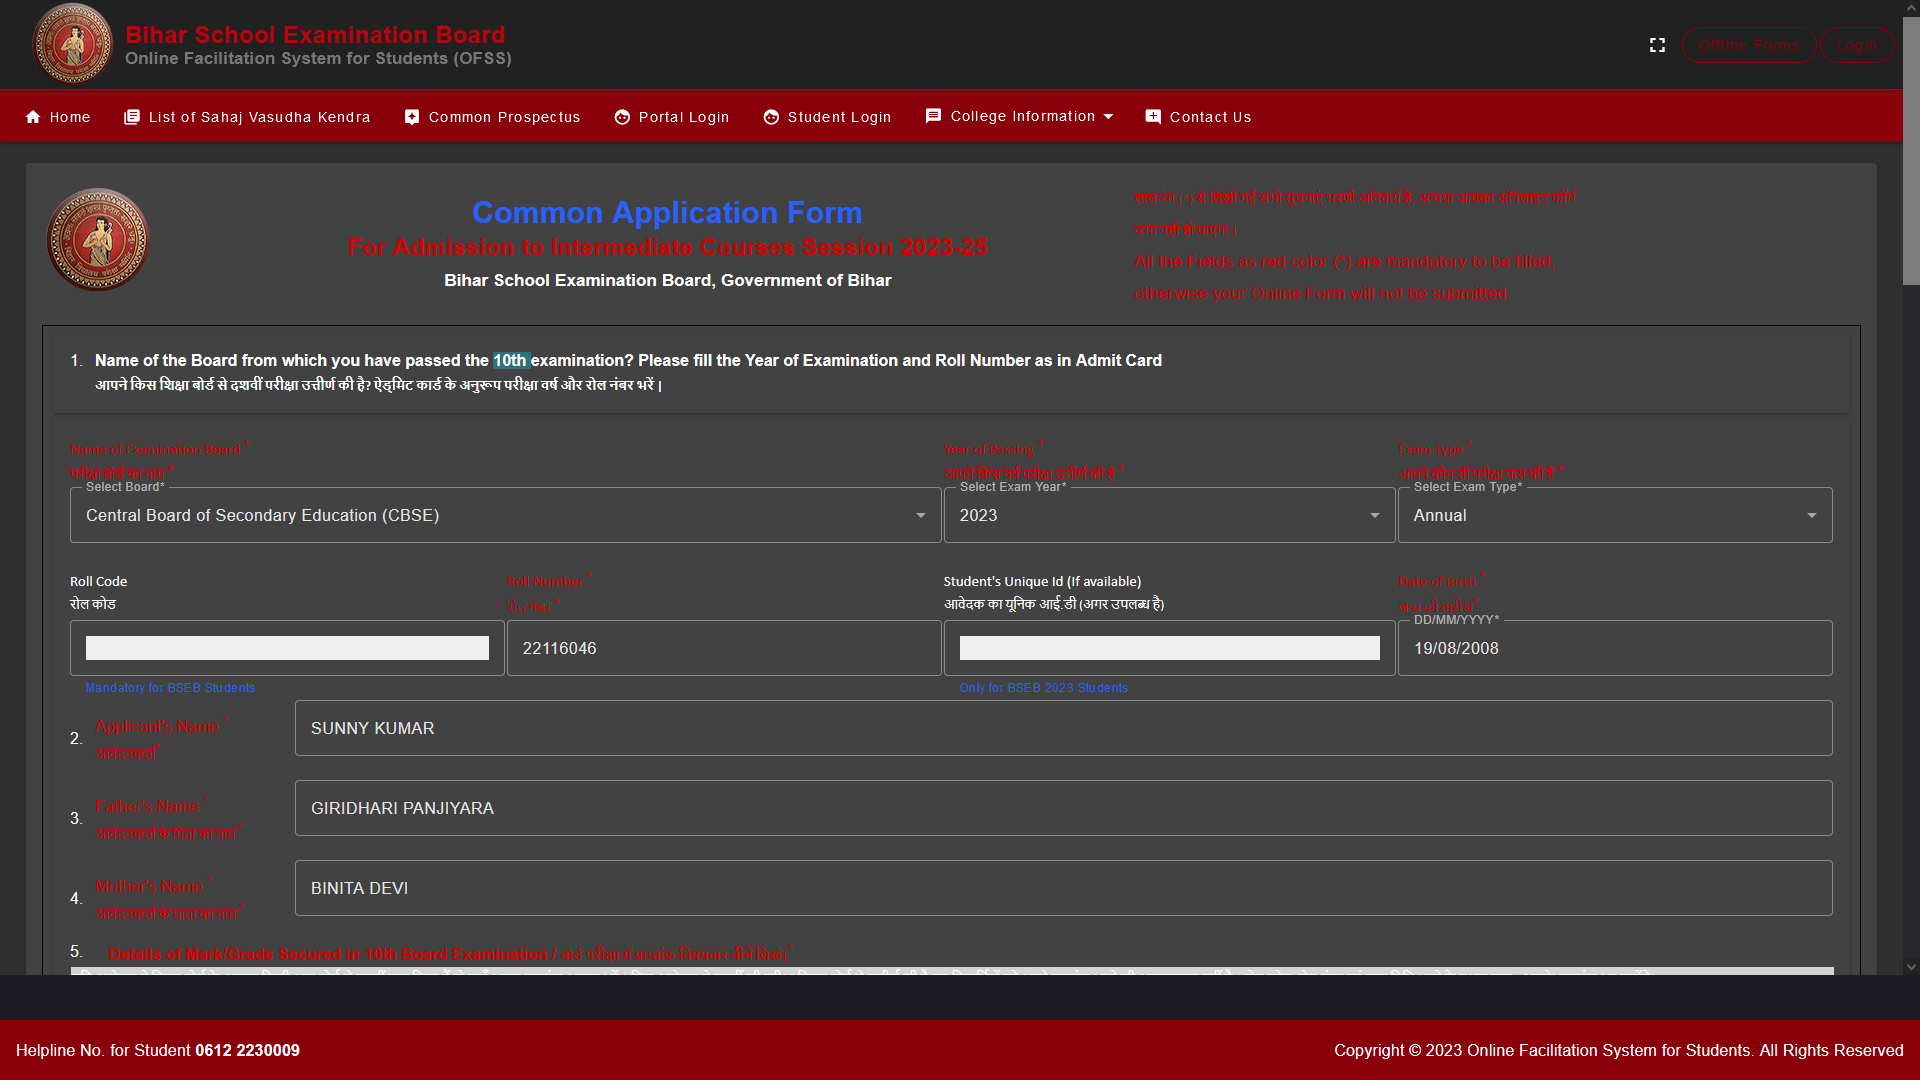 Bihar School Examination Board
Online Facilitation System for Students (OFSS)
Offline Forms
Login
Home
List of Sahaj Vasudha Kendra
Common Prospectus
Portal Login
Student Login
College Information
Contact Us
Common Application Form
For Admission to Intermediate Courses Session 2023-25
Bihar School Examination Board, Government of Bihar
लाल रंग (*) से लिखी गई सभी सूचनाएं भरनी अनिवार्य है, अन्यथा आपका ऑनलाइन फॉर्म
जमा नहीं हो पाएगा ।
All the Fields as red color (*) are mandatory to be filled,
otherwise your Online Form will not be submitted.
1. Name of the Board from which you have passed the 10th examination? Please fill the Year of Examination and Roll Number as in Admit Card
आपने किस शिक्षा बोर्ड से दशवीं परीक्षा उत्तीर्ण की है? ऐड्मिट कार्ड के अनुरूप परीक्षा वर्ष और रोल नंबर भरें |
Name of Examination Board *
परीक्षा बोर्ड का नाम *
Select Board*
Central Board of Secondary Education (CBSE)
Year of Passing *
आपने किस वर्ष परीक्षा उत्तीर्ण की है *
Select Exam Year*
2023
Exam Type *
आपने कौन सी परीक्षा पास की है *
Select Exam Type*
Annual
Roll Code
रोल कोड
Mandatory for BSEB Students
Roll Number *
रोल नंबर *
22116046
Student's Unique Id (If available)
आवेदक का यूनिक आई.डी (अगर उपलब्ध है)
Only for BSEB 2023 Students
Date of Birth *
जन्म की तारीख *
DD/MM/YYYY*
19/08/2008
2. Applicant's Name *
आवेदनकर्ता *
SUNNY KUMAR
3. Father's Name *
आवेदनकर्ता के पिता का नाम *
GIRIDHARI PANJIYARA
4. Mother's Name *
आवेदनकर्ता के माता का नाम *
BINITA DEVI
5. Details of Mark/Grade Secured in 10th Board Examination / बोर्ड परीक्षा में प्राप्तांक विषयवार नीचे लिखें| *
Helpline No. for Student 0612 2230009
Copyright © 2023 Online Facilitation System for Students. All Rights Reserved